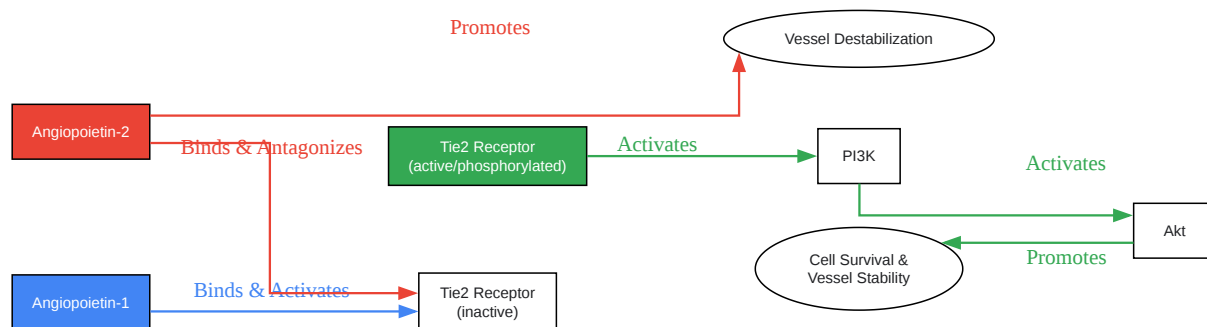 Promotes
Vessel Destabilization
Angiopoietin-2
Binds & Antagonizes
Tie2 Receptor
(active/phosphorylated)
Activates
PI3K
Activates
Akt
Cell Survival &
Vessel Stability
Promotes
Angiopoietin-1
Binds & Activates
Tie2 Receptor
(inactive)